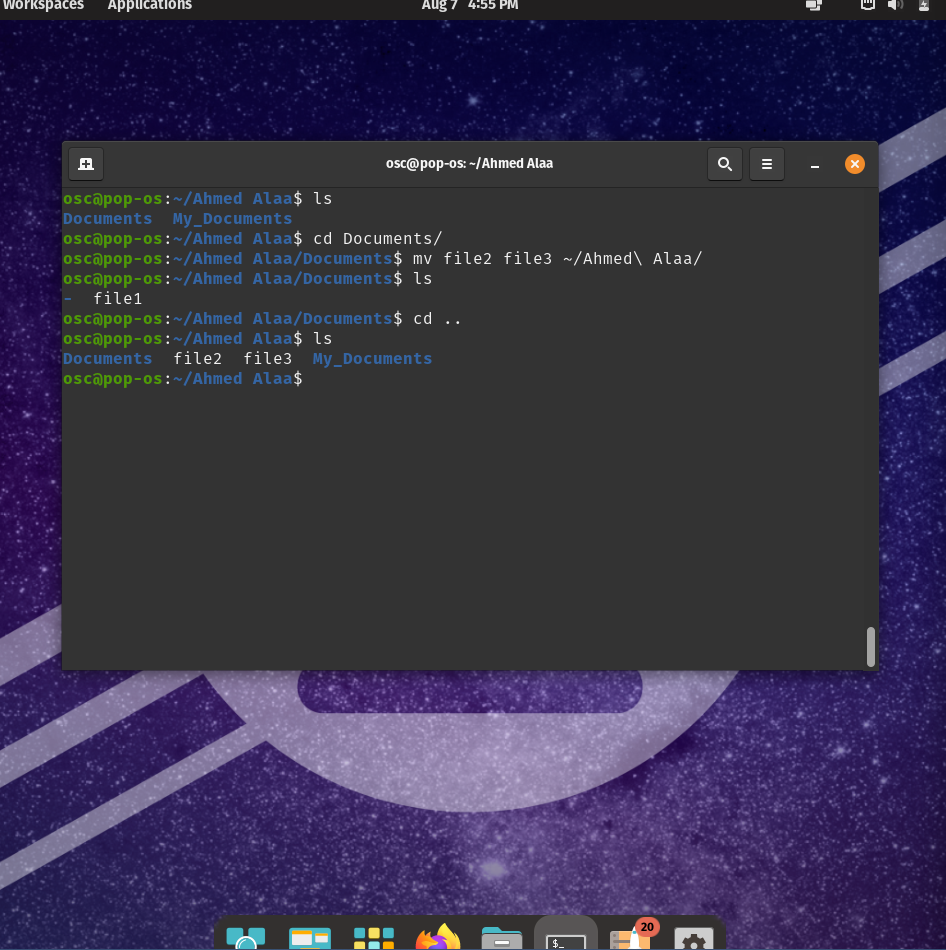 Workspaces Applications Aug 7 4:55 PM
osc@pop-os: ~/Ahmed Alaa
osc@pop-os:~/Ahmed Alaa$ ls
Documents  My_Documents
osc@pop-os:~/Ahmed Alaa$ cd Documents/
osc@pop-os:~/Ahmed Alaa/Documents$ mv file2 file3 ~/Ahmed\ Alaa/
osc@pop-os:~/Ahmed Alaa/Documents$ ls
-  file1
osc@pop-os:~/Ahmed Alaa/Documents$ cd ..
osc@pop-os:~/Ahmed Alaa$ ls
Documents  file2  file3  My_Documents
osc@pop-os:~/Ahmed Alaa$
20
$_